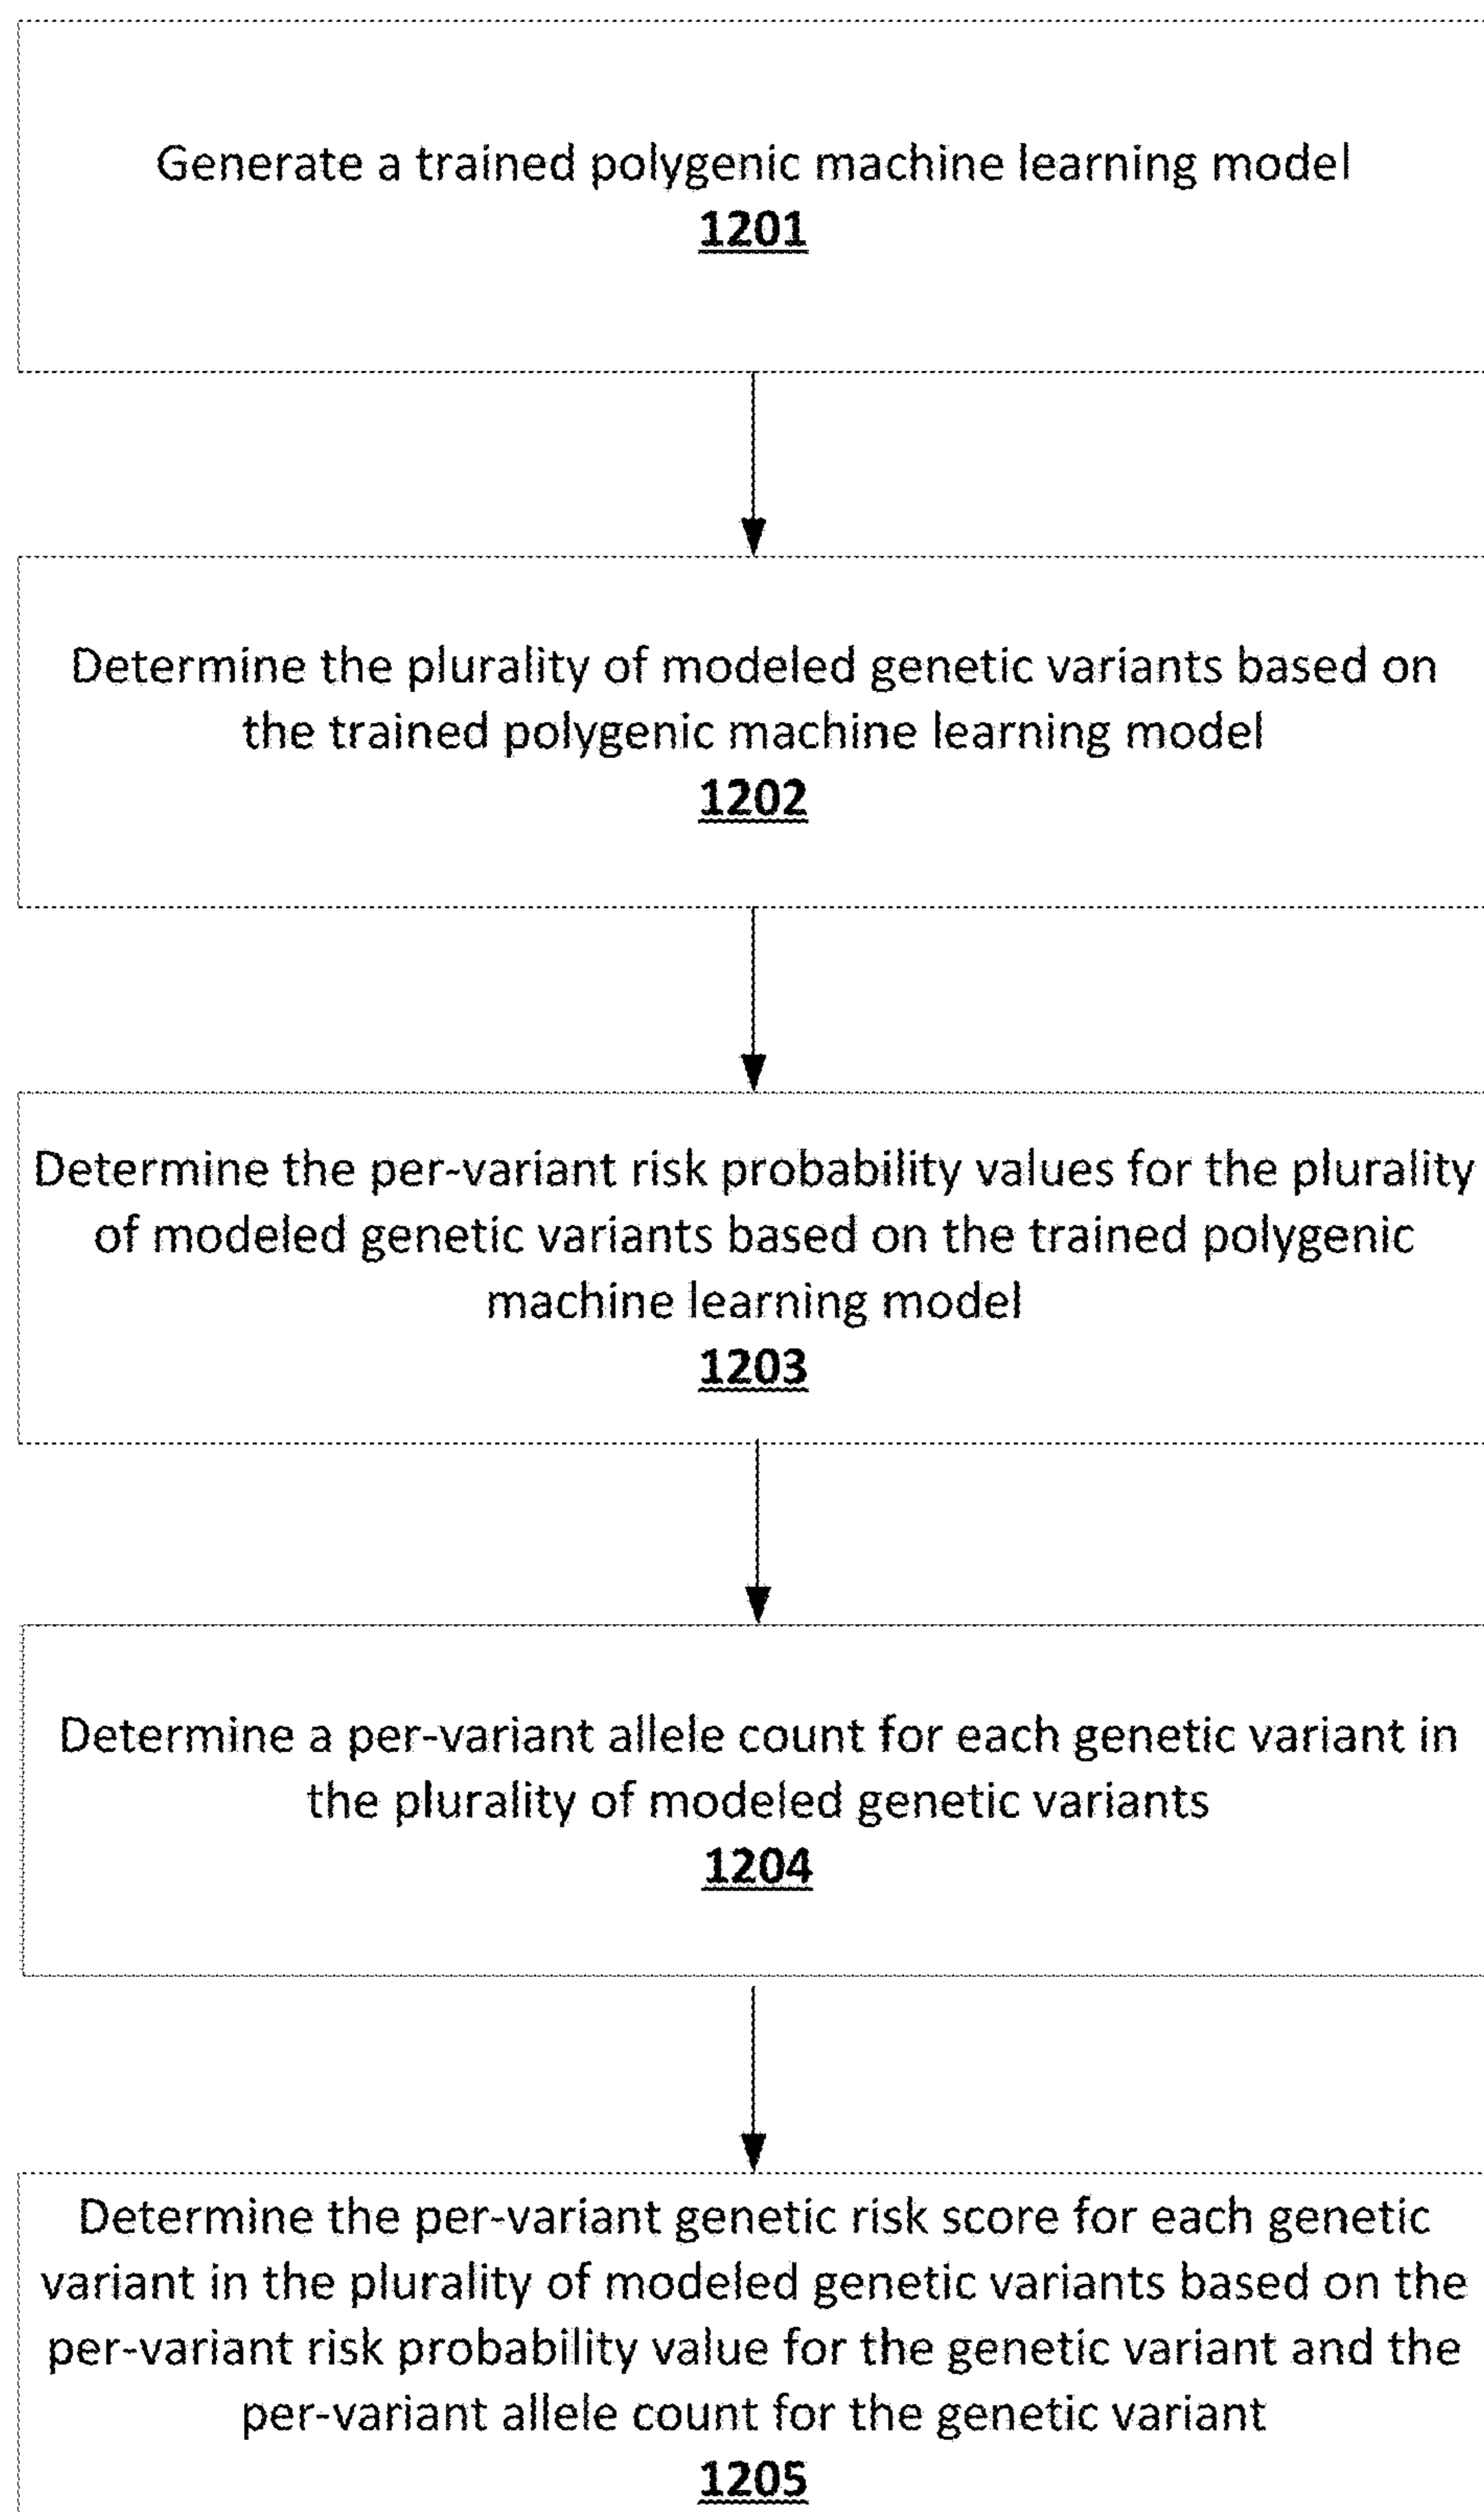 Generate a trained polygenic machine learning model
1201
Determine the plurality of modeled genetic variants based on
the trained polygenic machine learning model
1202
Determine the per-variant risk probability values for the plurality
of modeled genetic variants based on the trained polygenic
machine learning model
1203
Determine a per-variant allele count for each genetic variant in
the plurality of modeled genetic variants
1204
Determine the per-variant genetic risk score for each genetic
variant in the plurality of modeled genetic variants based on the
per-variant risk probability value for the genetic variant and the
per-variant allele count for the genetic variant
1205